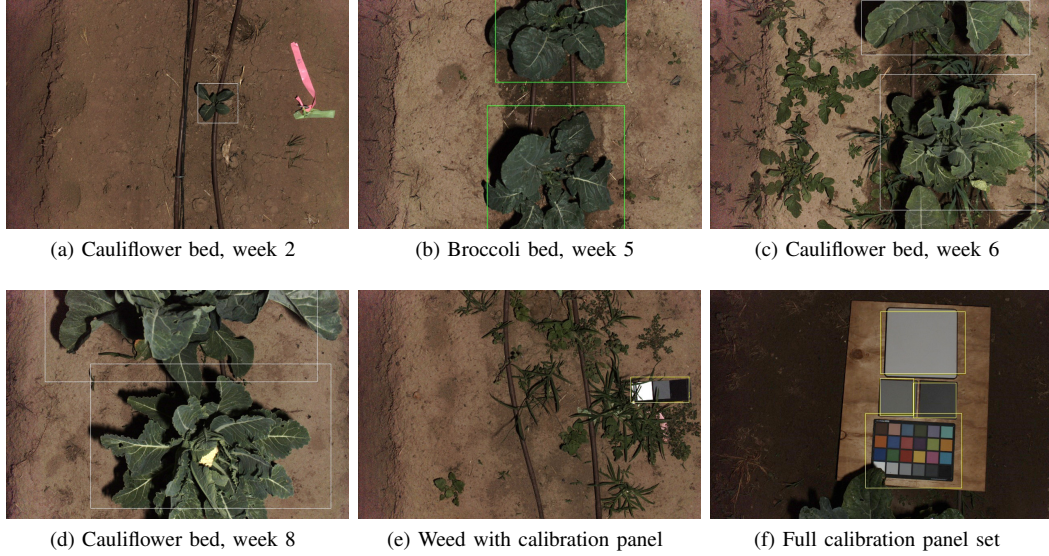 (a) Cauliflower bed, week 2
(b) Broccoli bed, week 5
(c) Cauliflower bed, week 6
(d) Cauliflower bed, week 8
(e) Weed with calibration panel
(f) Full calibration panel set